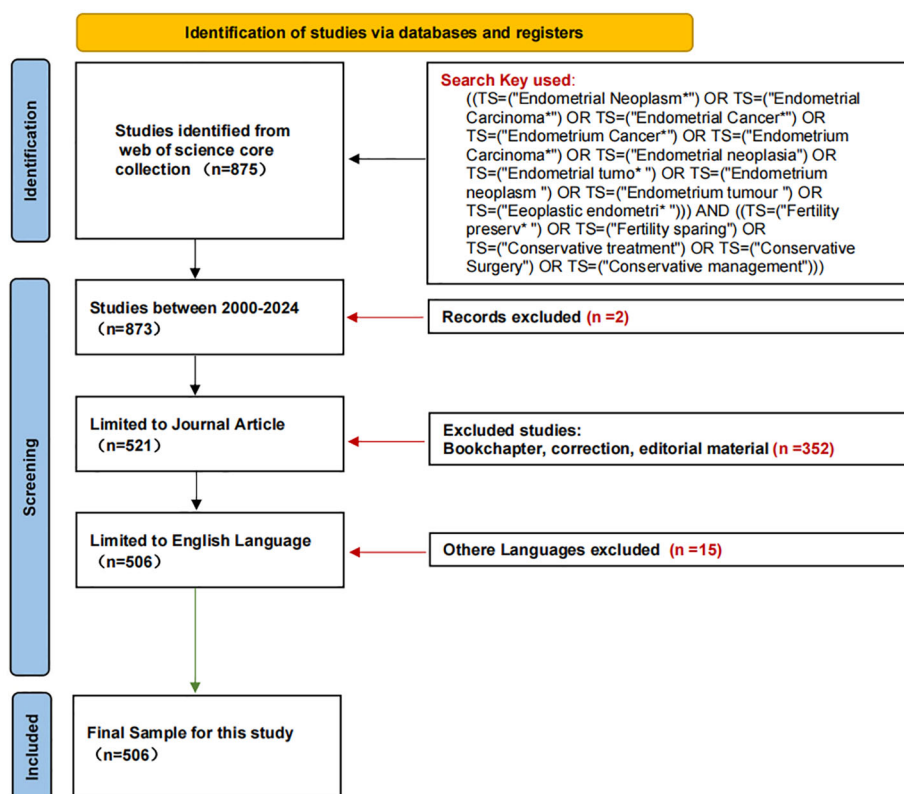 Identification of studies via databases and registers
Identification
Studies identified from
web of science core
collection （n=875）
Search Key used:
((TS=("Endometrial Neoplasm*") OR TS=("Endometrial
Carcinoma*") OR TS=("Endometrial Cancer*") OR
TS=("Endometrium Cancer*") OR TS=("Endometrium
Carcinoma*") OR TS=("Endometrial neoplasia") OR
TS=("Endometrial tumo* ") OR TS=("Endometrium
neoplasm ") OR TS=("Endometrium tumour ") OR
TS=("Eeoplastic endometri* "))) AND ((TS=("Fertility
preserv* ") OR TS=("Fertility sparing") OR
TS=("Conservative treatment") OR TS=("Conservative
Surgery") OR TS=("Conservative management")))
Screening
Studies between 2000-2024
（n=873）
Records excluded (n =2)
Limited to Journal Article
（n=521）
Excluded studies:
Bookchapter, correction, editorial material (n =352)
Limited to English Language
（n=506）
Othere Languages excluded (n =15)
Included
Final Sample for this study
（n=506）